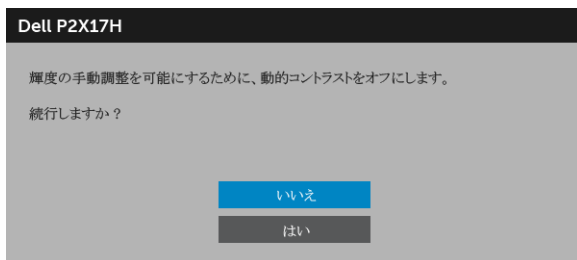 Dell P2X17H
輝度の手動調整を可能にするために、動的コントラストをオフにします。
続行しますか？
いいえ
はい